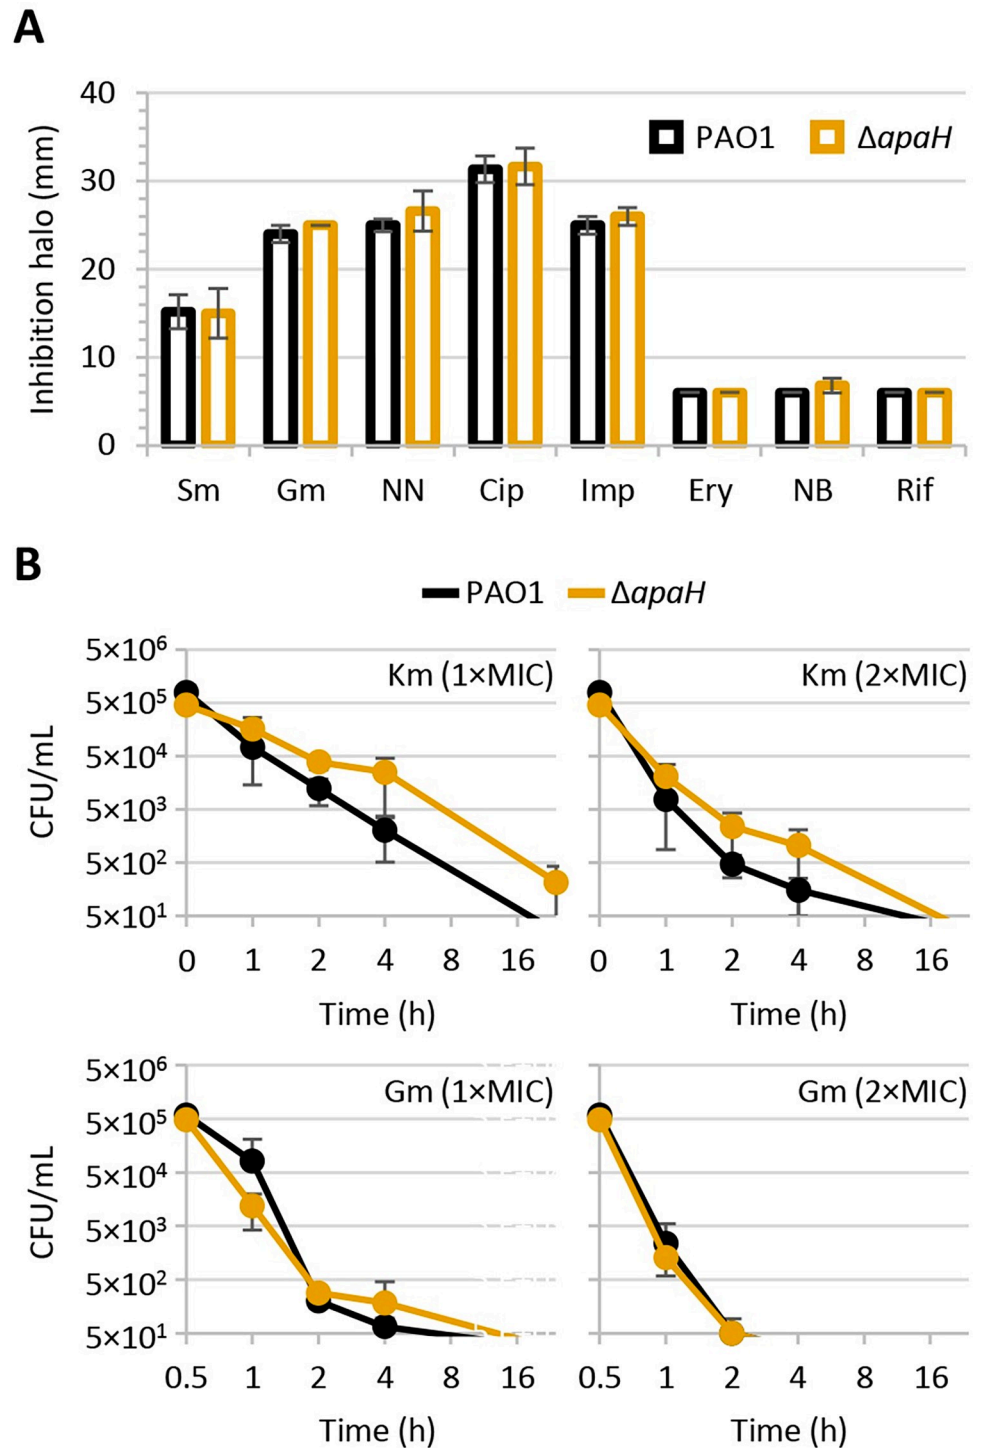 A
40
30
20
10
0
Inhibition halo (mm)
PAO1 ΔapaH
Sm Gm NN Cip Imp Ery NB Rif
B
PAO1 ΔapaH
5×10⁶
5×10⁵
5×10⁴
5×10³
5×10²
5×10¹
CFU/mL
Km (1×MIC)
0 1 2 4 8 16
Time (h)
Km (2×MIC)
0 1 2 4 8 16
Time (h)
5×10⁶
5×10⁵
5×10⁴
5×10³
5×10²
5×10¹
CFU/mL
Gm (1×MIC)
0.5 1 2 4 8 16
Time (h)
Gm (2×MIC)
0.5 1 2 4 8 16
Time (h)